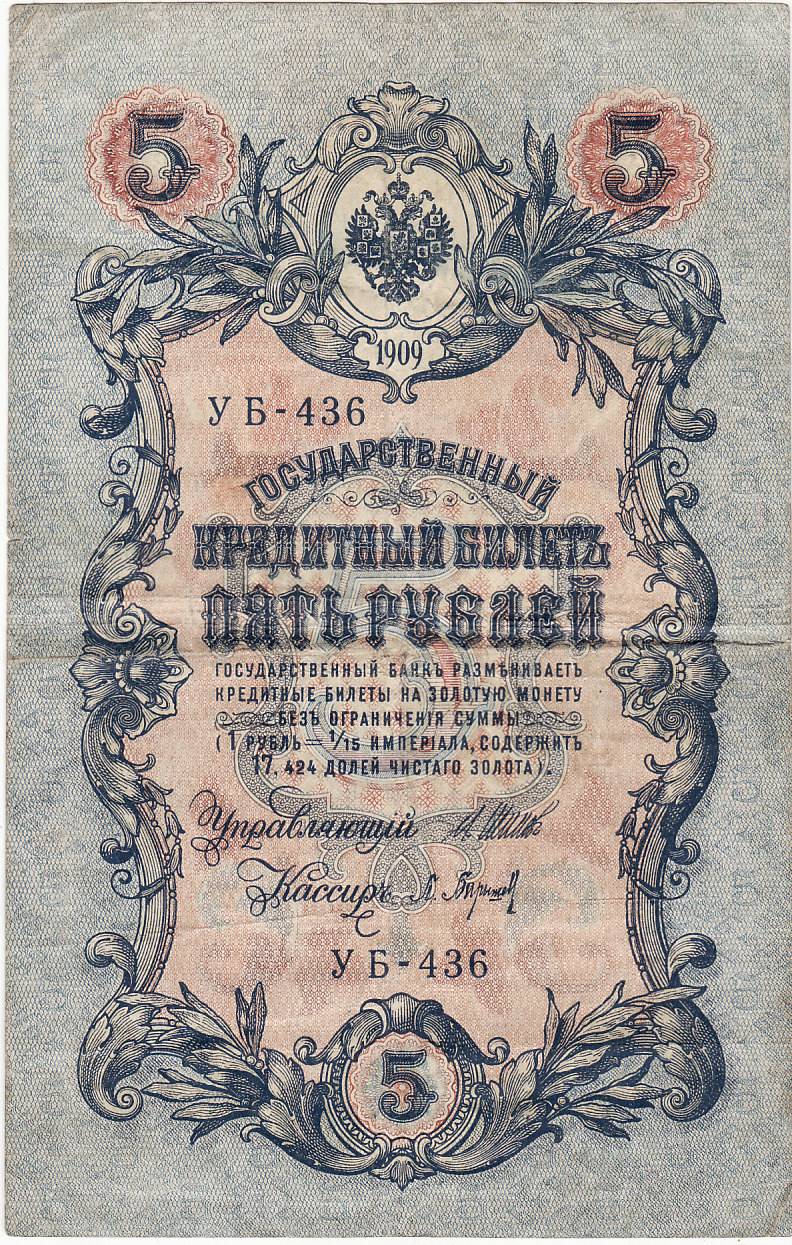 5 5
1909
УБ-436
ГОСУДАРСТВЕННЫЙ
КРЕДИТНЫЙ БИЛЕТЪ
ПЯТЬ РУБЛЕЙ
5
ГОСУДАРСТВЕННЫЙ БАНКЪ РАЗМѢНИВАЕТЪ
КРЕДИТНЫЕ БИЛЕТЫ НА ЗОЛОТУЮ МОНЕТУ
БЕЗЪ ОГРАНИЧЕНІЯ СУММЫ
(1 РУБЛЬ = 1/15 ИМПЕРІАЛА, СОДЕРЖИТЪ
17,424 ДОЛЕЙ ЧИСТАГО ЗОЛОТА).
Управляющій
Кассиръ
УБ-436
5